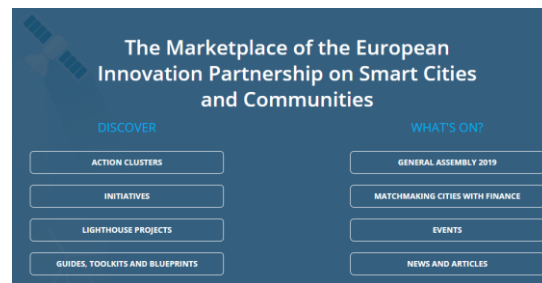 The Marketplace of the European
Innovation Partnership on Smart Cities
and Communities
DISCOVER
ACTION CLUSTERS
INITIATIVES
LIGHTHOUSE PROJECTS
GUIDES, TOOLKITS AND BLUEPRINTS
WHAT'S ON?
GENERAL ASSEMBLY 2019
MATCHMAKING CITIES WITH FINANCE
EVENTS
NEWS AND ARTICLES